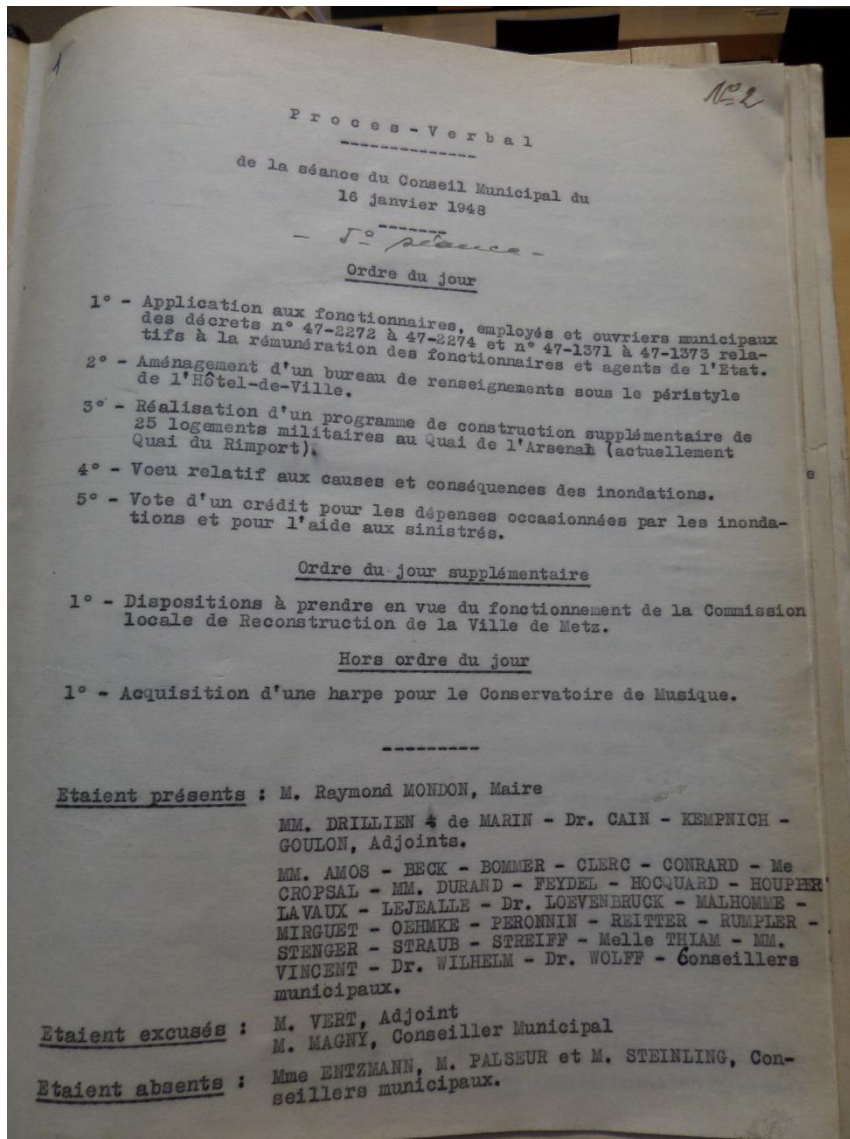 1
N° 2
Proces-Verbal
de la séance du Conseil Municipal du
16 janvier 1948
- 5° séance -
Ordre du jour
1° - Application aux fonctionnaires, employés et ouvriers municipaux
des décrets n° 47-2272 à 47-2274 et n° 47-1371 à 47-1373 rela-
tifs à la rémunération des fonctionnaires et agents de l'Etat.
2° - Aménagement d'un bureau de renseignements sous le péristyle
de l'Hôtel-de-Ville.
3° - Réalisation d'un programme de construction supplémentaire de
25 logements militaires au Quai de l'Arsenal (actuellement
Quai du Rimport).
4° - Voeu relatif aux causes et conséquences des inondations.
5° - Vote d'un crédit pour les dépenses occasionnées par les inonda-
tions et pour l'aide aux sinistrés.
Ordre du jour supplémentaire
1° - Dispositions à prendre en vue du fonctionnement de la Commission
locale de Reconstruction de la Ville de Metz.
Hors ordre du jour
1° - Acquisition d'une harpe pour le Conservatoire de Musique.
Etaient présents : M. Raymond MONDON, Maire
MM. DRILLIEN - de MARIN - Dr. CAIN - KEMPNICH -
GOULON, Adjoints.
MM. AMOS - BECK - BOMMER - CLERC - CONRARD - Me
CROPSAL - MM. DURAND - FEYDEL - HOCQUARD - HOUPPER
LAVAUX - LEJEALLE - Dr. LOEVENBRUCK - MALHOMME -
MIRGUET - OEHMKE - PERONNIN - REITTER - RUMPLER -
STENGER - STRAUB - STREIFF - Melle THIAM - MM.
VINCENT - Dr. WILHELM - Dr. WOLFF - Conseillers
municipaux.
Etaient excusés : M. VERT, Adjoint
M. MAGNY, Conseiller Municipal
Etaient absents : Mme ENTZMANN, M. PALSEUR et M. STEINLING, Con-
seillers municipaux.